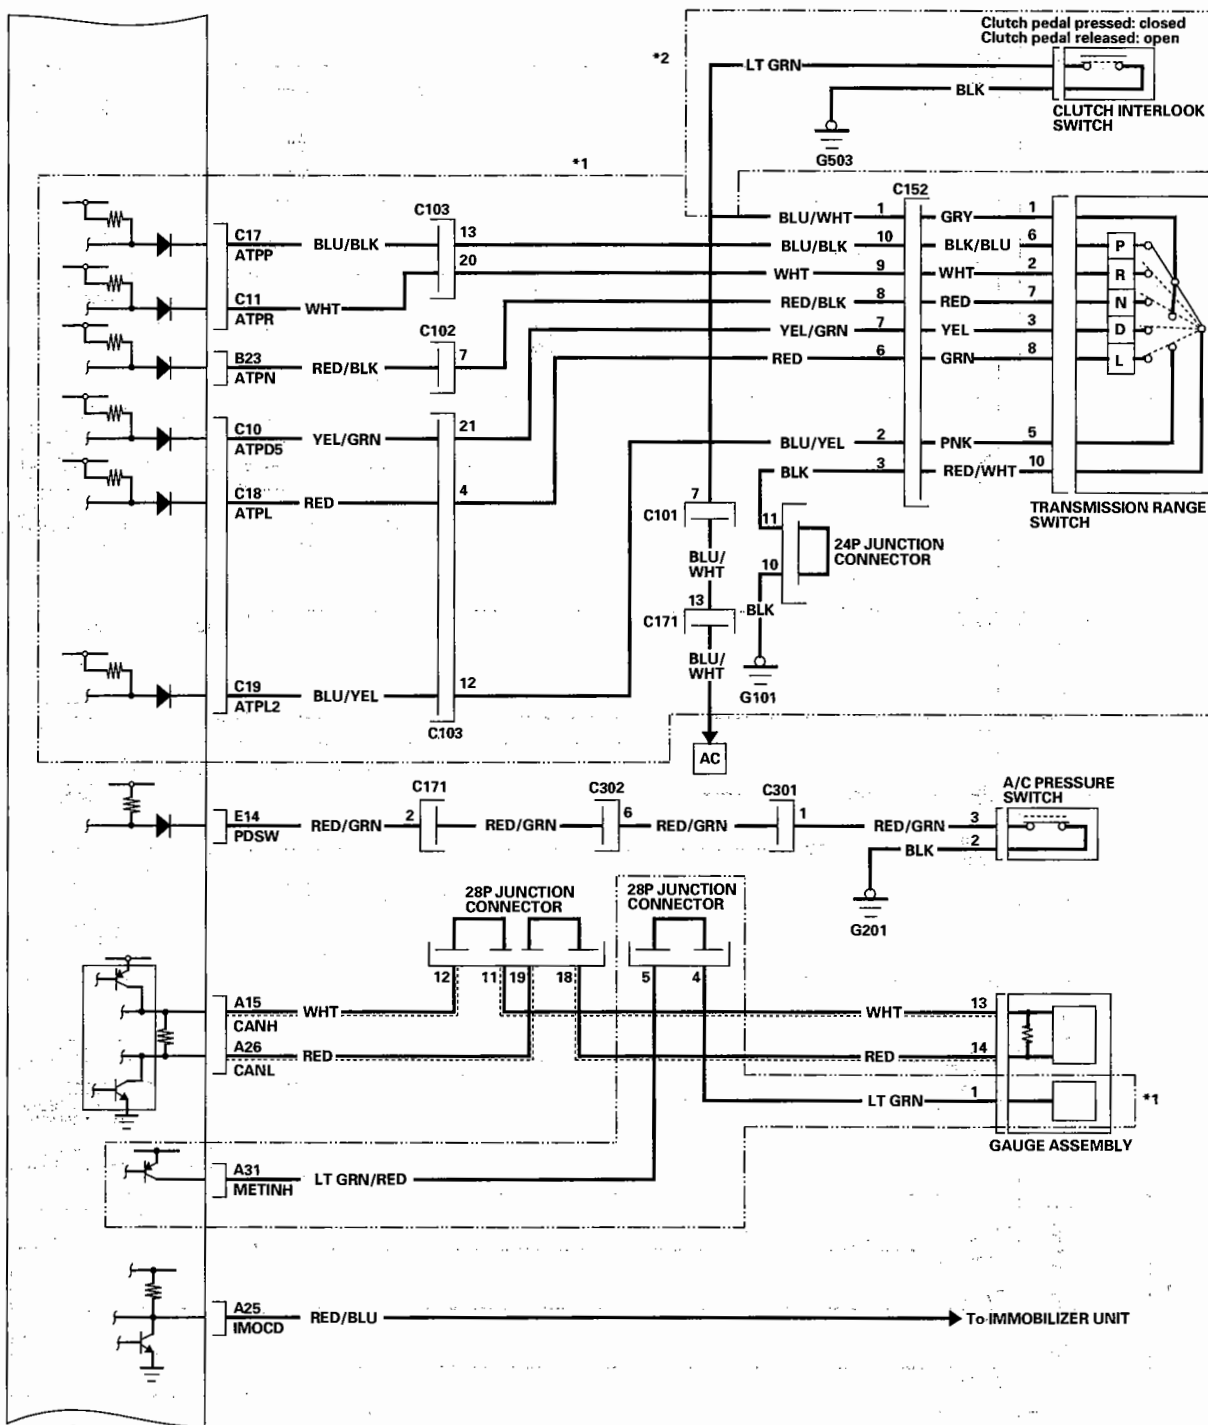 Clutch pedal pressed: closed
Clutch pedal released: open
*2
LT GRN
BLK
CLUTCH INTERLOOK
SWITCH
G503
*1
C152
C103
BLU/WHT 1 GRY 1
C17 BLU/BLK 13 BLU/BLK 10 BLK/BLU 6 P
ATPP
20 WHT 9 WHT 2 R
C11 WHT RED/BLK 8 RED 7 N
ATPR
C102 YEL/GRN 7 YEL 3 D
B23 RED/BLK 7 RED 6 GRN 8 L
ATPN
C10 YEL/GRN 21 BLU/YEL 2 PNK 5
ATPD5
BLK 3 RED/WHT 10
C18 RED 4
ATPL
TRANSMISSION RANGE
SWITCH
7
C101
11
24P JUNCTION
CONNECTOR
BLU/
WHT
10
13
BLK
C171
BLU/
WHT
C19 BLU/YEL 12
ATPL2
G101
C103
AC
A/C PRESSURE
SWITCH
C171 C302 C301
E14 RED/GRN 2 RED/GRN 6 RED/GRN 1 RED/GRN 3
PDSW
BLK 2
G201
28P JUNCTION
CONNECTOR
28P JUNCTION
CONNECTOR
12 11 19 18 5 4
A15 WHT WHT 13
CANH
A26 RED RED 14
CANL
LT GRN 1
*1
GAUGE ASSEMBLY
A31 LT GRN/RED
METINH
A25 RED/BLU To IMMOBILIZER UNIT
IMOCD